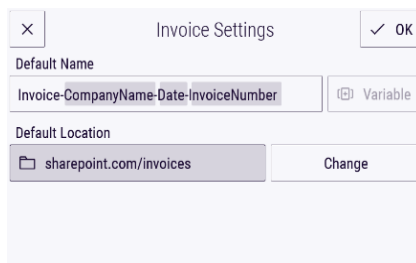 Invoice Settings
OK
Default Name
Invoice-CompanyName-Date-InvoiceNumber
Variable
Default Location
sharepoint.com/invoices
Change